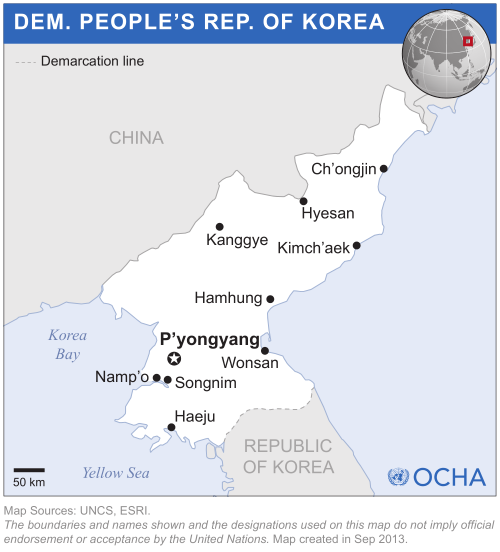 DEM. PEOPLE'S REP. OF KOREA
Demarcation line
CHINA
Ch'ongjin
Hyesan
Kanggye
Kimch'aek
Hamhung
Korea
Bay
P'yongyang
Wonsan
Namp'o
Songnim
Haeju
REPUBLIC
OF KOREA
Yellow Sea
50 km
OCHA
Map Sources: UNCS, ESRI.
The boundaries and names shown and the designations used on this map do not imply official
endorsement or acceptance by the United Nations. Map created in Sep 2013.